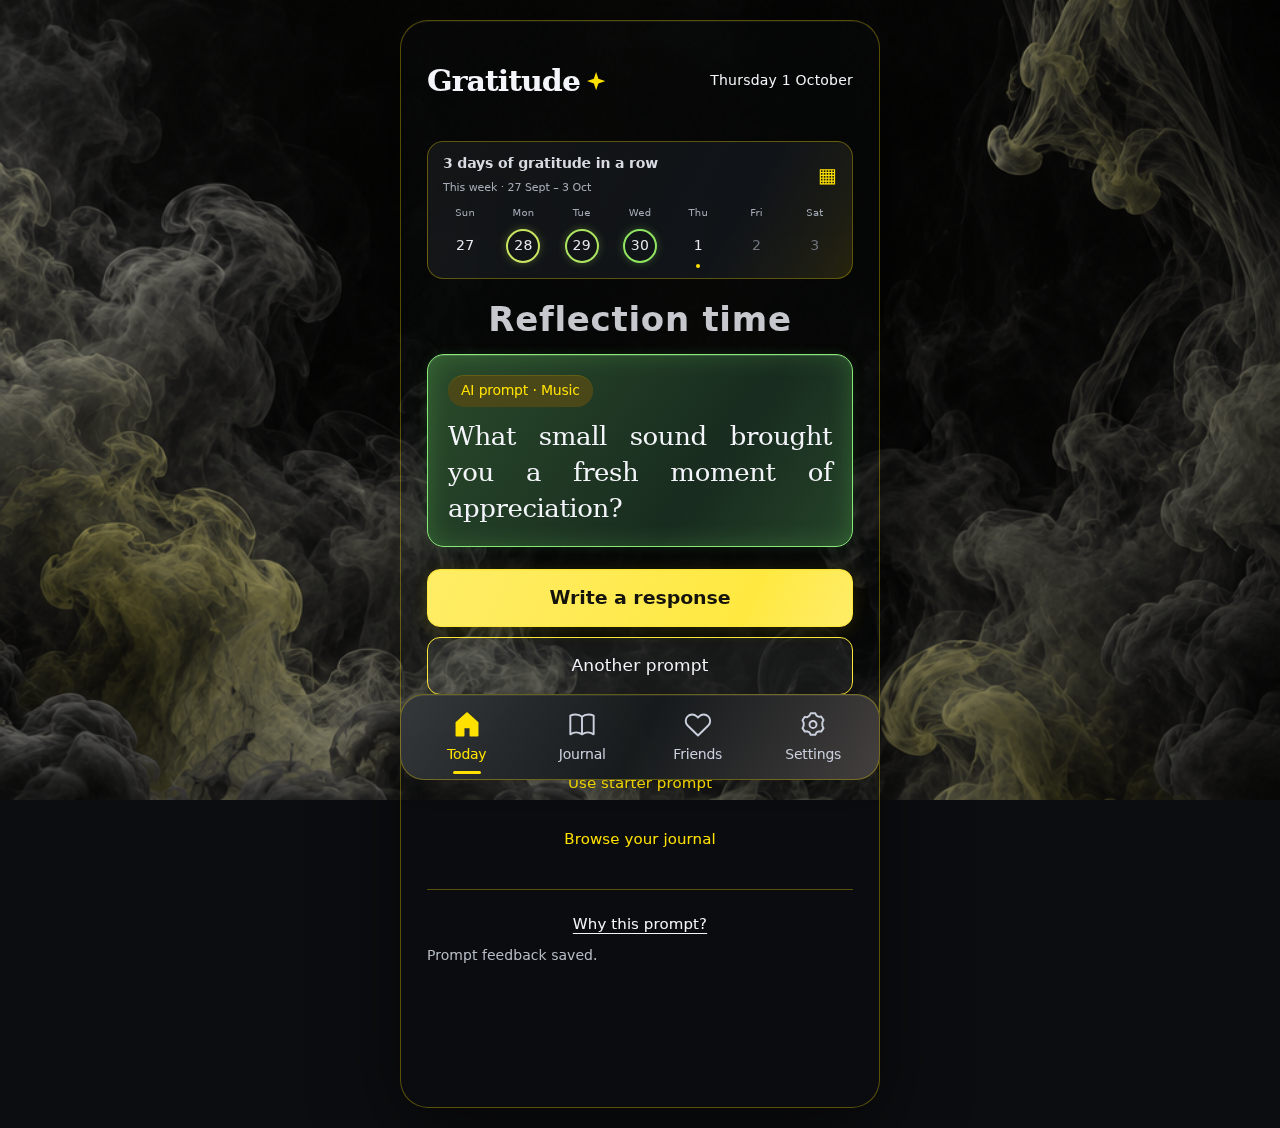 Gratitude
Thursday 1 October
3 days of gratitude in a row
This week · 27 Sept – 3 Oct
Sun Mon Tue Wed Thu Fri Sat
27 28 29 30 1 2 3
Reflection time
AI prompt · Music
What small sound brought
you a fresh moment of
appreciation?
Write a response
Another prompt
Today Journal Friends Settings
Use starter prompt
Browse your journal
Why this prompt?
Prompt feedback saved.